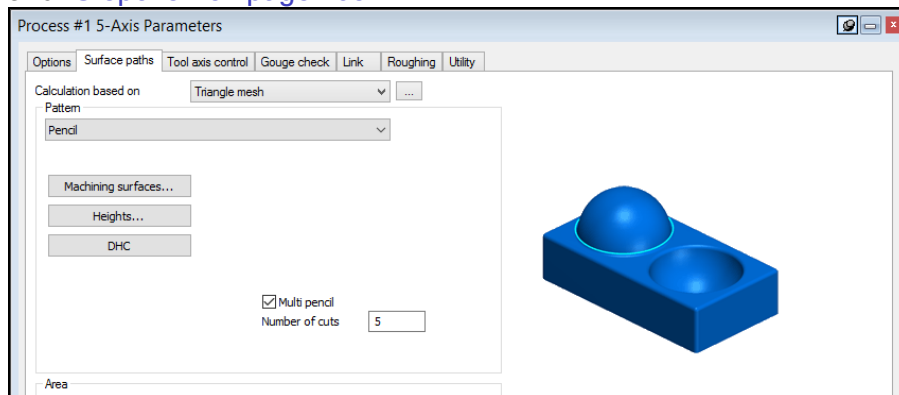 Process #1 5-Axis Parameters
Options Surface paths Tool axis control Gouge check Link Roughing Utility
Calculation based on Triangle mesh ...
Pattern
Pencil
Machining surfaces...
Heights...
DHC
Multi pencil
Number of cuts 5
Area